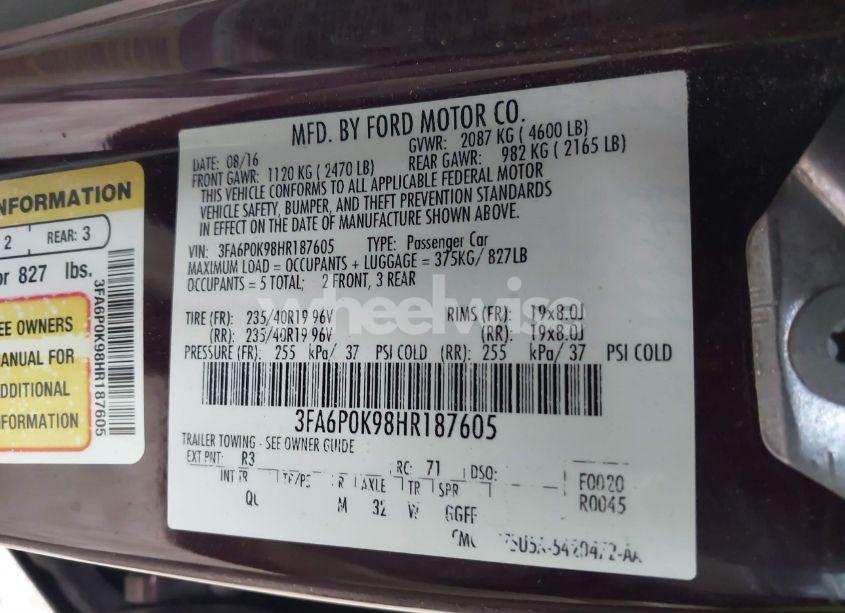 MFD. BY FORD MOTOR CO.
DATE: 08/16 GVWR: 2087 KG ( 4600 LB)
FRONT GAWR: 1120 KG ( 2470 LB) REAR GAWR: 982 KG ( 2165 LB)
THIS VEHICLE CONFORMS TO ALL APPLICABLE FEDERAL MOTOR
VEHICLE SAFETY, BUMPER, AND THEFT PREVENTION STANDARDS
IN EFFECT ON THE DATE OF MANUFACTURE SHOWN ABOVE.
VIN: 3FA6P0K98HR187605 TYPE: Passenger Car
MAXIMUM LOAD = OCCUPANTS + LUGGAGE = 375KG/ 827LB
OCCUPANTS = 5 TOTAL; 2 FRONT, 3 REAR
TIRE (FR): 235/40R19 96V RIMS (FR): 19x8.0J
(RR): 235/40R19 96V (RR): 19x8.0J
PRESSURE (FR): 255 kPa/ 37 PSI COLD (RR): 255 kPa/ 37 PSI COLD
3FA6P0K98HR187605
TRAILER TOWING - SEE OWNER GUIDE
EXT PNT: R3 RC: 71 DSO: F0020
INT TR TP/PS R AXLE TR SPR R0045
M 32 W GGFF
NFORMATION
2 REAR: 3
or 827 lbs.
EE OWNERS
MANUAL FOR
ADDITIONAL
INFORMATION
3FA6P0K98HR187605
wheelwise